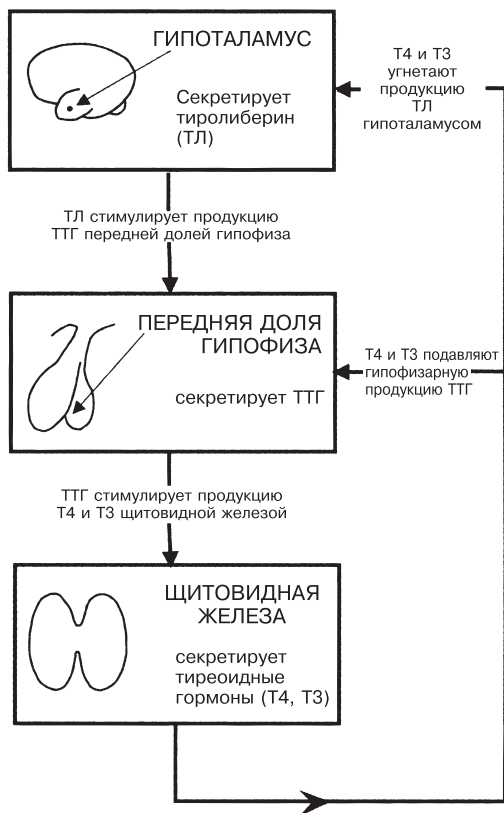 ГИПОТАЛАМУС
Секретирует
тиролиберин
(ТЛ)
Т4 и Т3
угнетают
продукцию
ТЛ
гипоталамусом
ТЛ стимулирует продукцию
ТТГ передней долей гипофиза
ПЕРЕДНЯЯ ДОЛЯ
ГИПОФИЗА
секретирует ТТГ
Т4 и Т3 подавляют
гипофизарную
продукцию ТТГ
ТТГ стимулирует продукцию
Т4 и Т3 щитовидной железой
ЩИТОВИДНАЯ
ЖЕЛЕЗА
секретирует
тиреоидные
гормоны (Т4, Т3)